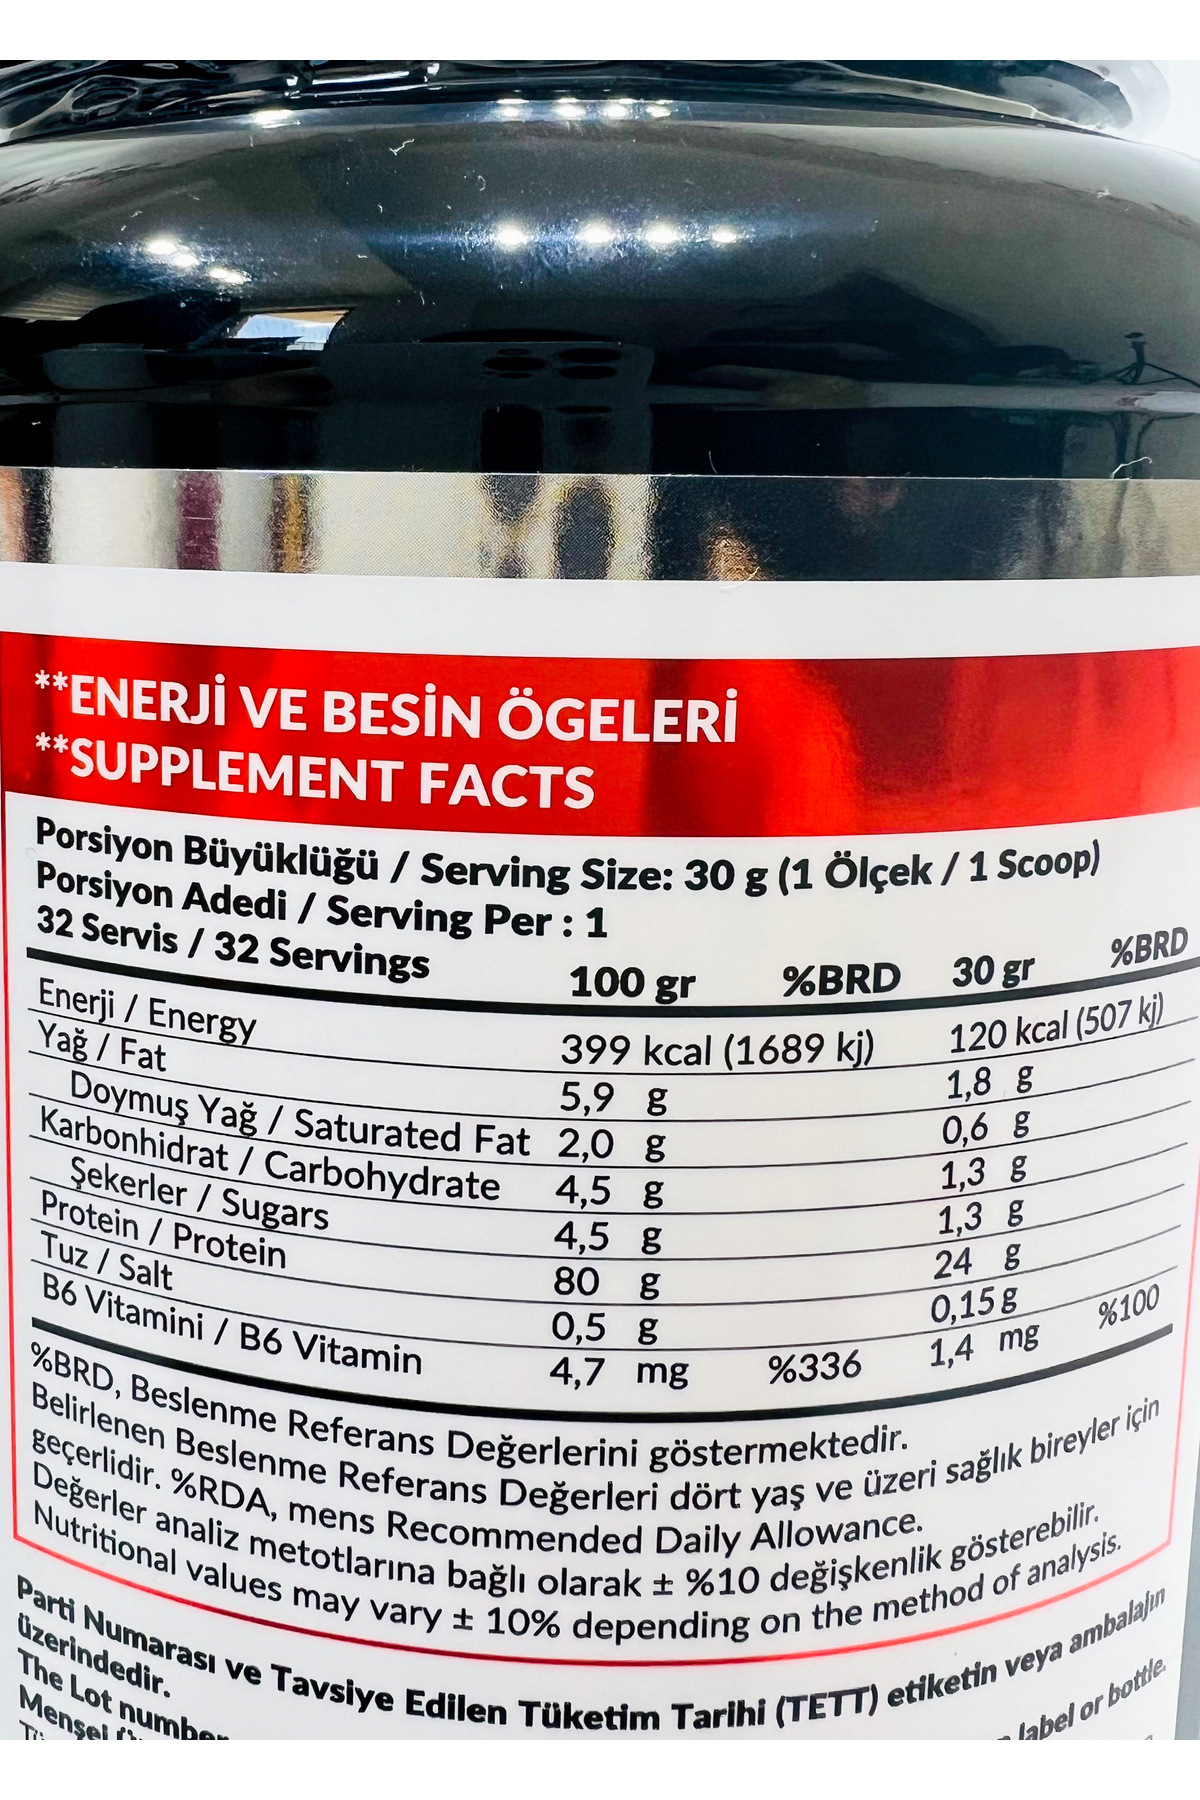 **ENERJİ VE BESİN ÖGELERİ
**SUPPLEMENT FACTS
Porsiyon Büyüklüğü / Serving Size: 30 g (1 Ölçek / 1 Scoop)
Porsiyon Adedi / Serving Per : 1
32 Servis / 32 Servings
100 gr %BRD 30 gr %BRD
Enerji / Energy 399 kcal (1689 kj) 120 kcal (507 kj)
Yağ / Fat 5,9 g 1,8 g
Doymuş Yağ / Saturated Fat 2,0 g 0,6 g
Karbonhidrat / Carbohydrate 4,5 g 1,3 g
Şekerler / Sugars 4,5 g 1,3 g
Protein / Protein 80 g 24 g
Tuz / Salt 0,5 g 0,15 g
B6 Vitamini / B6 Vitamin 4,7 mg %336 1,4 mg %100
%BRD, Beslenme Referans Değerlerini göstermektedir.
Belirlenen Beslenme Referans Değerleri dört yaş ve üzeri sağlık bireyler için
geçerlidir. %RDA, mens Recommended Daily Allowance.
Değerler analiz metotlarına bağlı olarak ± %10 değişkenlik gösterebilir.
Nutritional values may vary ± 10% depending on the method of analysis.
Parti Numarası ve Tavsiye Edilen Tüketim Tarihi (TETT) etiketin veya ambalajın
üzerindedir.
The Lot number label or bottle.
Menşei